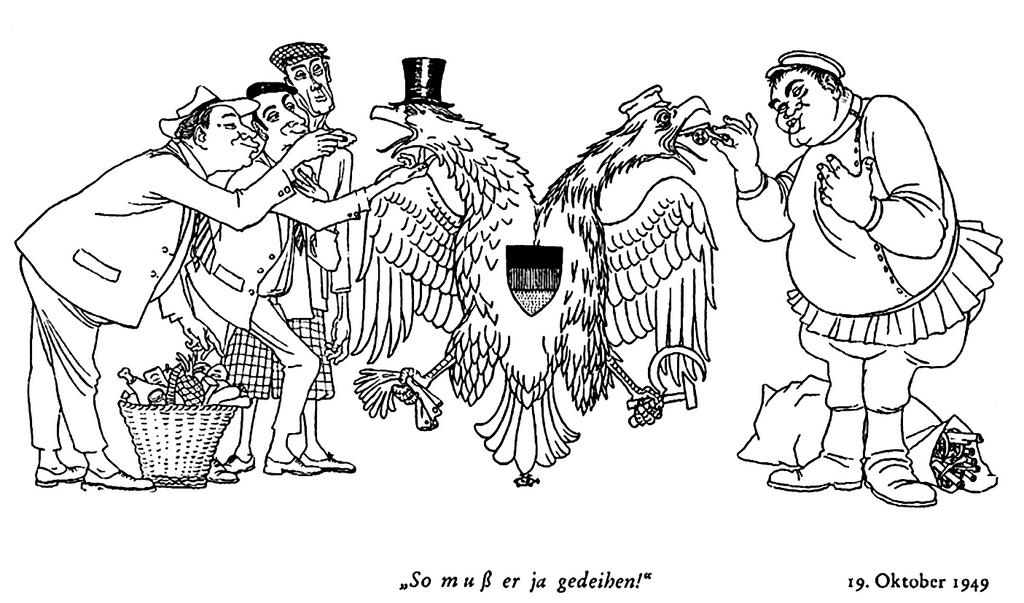 „So muß er ja gedeihen!“ 19. Oktober 1949